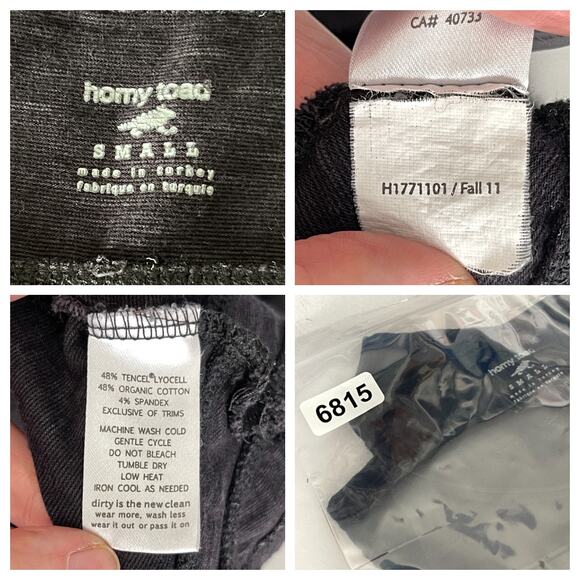 horny toad
SMALL
made in turkey
fabriqué en turquie
CA# 40733
H1771101 / Fall 11
48% TENCEL®LYOCELL
48% ORGANIC COTTON
4% SPANDEX
EXCLUSIVE OF TRIMS
MACHINE WASH COLD
GENTLE CYCLE
DO NOT BLEACH
TUMBLE DRY
LOW HEAT
IRON COOL AS NEEDED
dirty is the new clean
wear more, wash less
wear it out or pass it on
6815
horny toad
SMALL